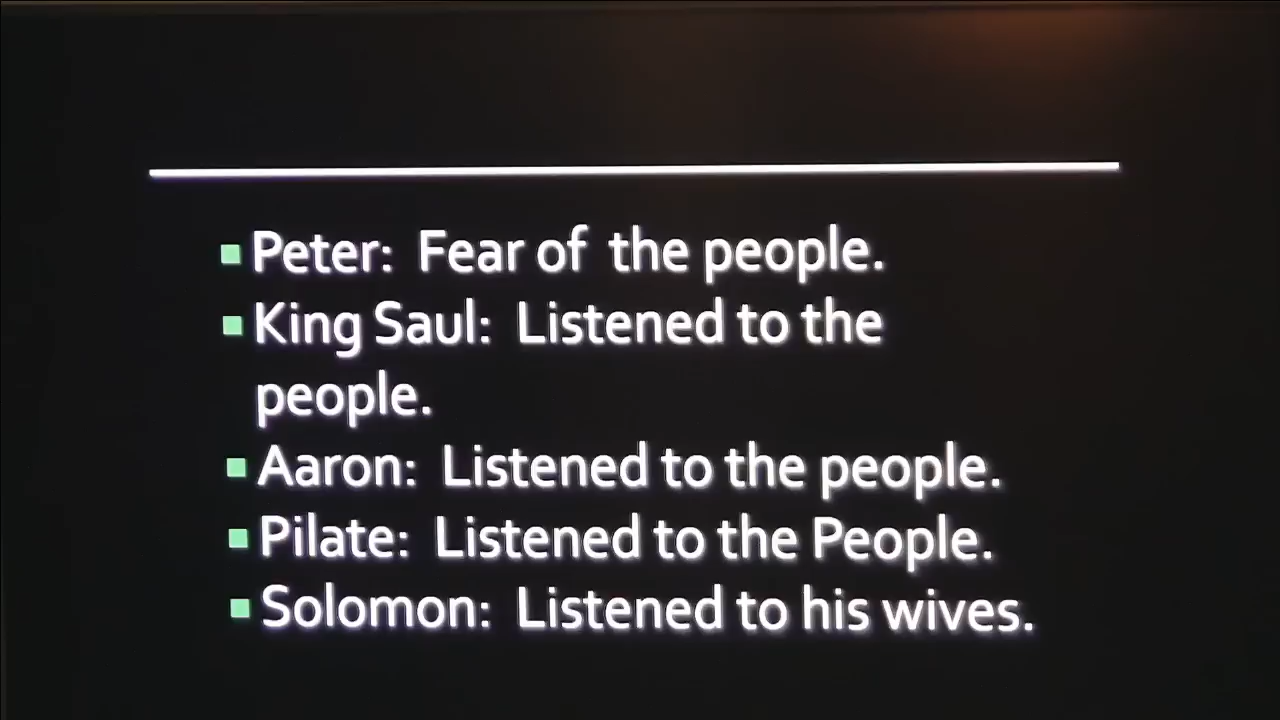 Peter: Fear of the people.
King Saul: Listened to the
people.
Aaron: Listened to the people.
Pilate: Listened to the People.
Solomon: Listened to his wives.